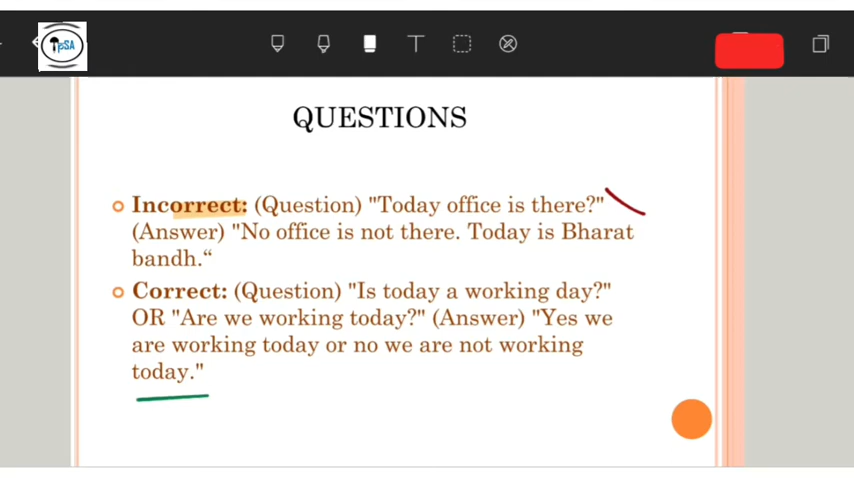 TPSA
T
QUESTIONS
Incorrect: (Question) "Today office is there?"
(Answer) "No office is not there. Today is Bharat
bandh.“
Correct: (Question) "Is today a working day?"
OR "Are we working today?" (Answer) "Yes we
are working today or no we are not working
today."